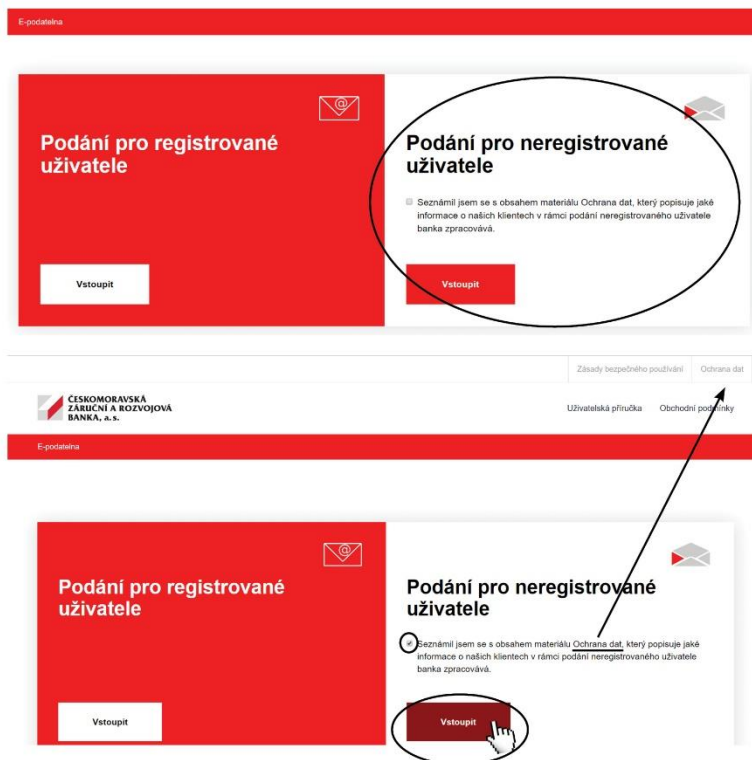 E-podatelna
Podání pro registrované
uživatele
Vstoupit
Podání pro neregistrované
uživatele
Seznámil jsem se s obsahem materiálu Ochrana dat, který popisuje jaké
informace o našich klientech v rámci podání neregistrovaného uživatele
banka zpracovává.
Vstoupit
Zásady bezpečného používání
Ochrana dat
ČESKOMORAVSKÁ
ZÁRUČNÍ A ROZVOJOVÁ
BANKA, a. s.
Uživatelská příručka
Obchodní podmínky
E-podatelna
Podání pro registrované
uživatele
Vstoupit
Podání pro neregistrované
uživatele
Seznámil jsem se s obsahem materiálu Ochrana dat, který popisuje jaké
informace o našich klientech v rámci podání neregistrovaného uživatele
banka zpracovává.
Vstoupit